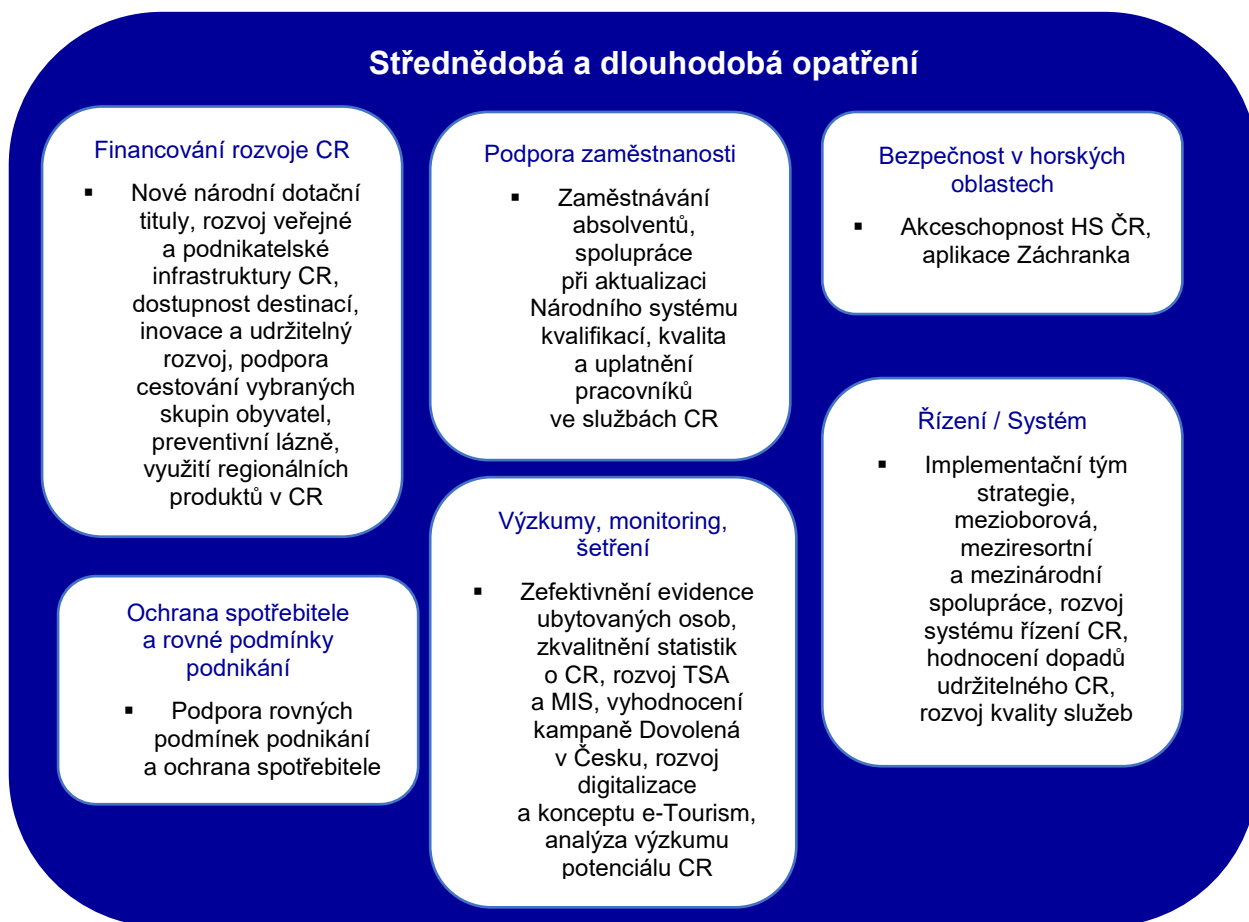 Střednědobá a dlouhodobá opatření
Financování rozvoje CR
▪ Nové národní dotační
tituly, rozvoj veřejné
a podnikatelské
infrastruktury CR,
dostupnost destinací,
inovace a udržitelný
rozvoj, podpora
cestování vybraných
skupin obyvatel,
preventivní lázně,
využití regionálních
produktů v CR
Podpora zaměstnanosti
▪ Zaměstnávání
absolventů,
spolupráce
při aktualizaci
Národního systému
kvalifikací, kvalita
a uplatnění
pracovníků
ve službách CR
Bezpečnost v horských
oblastech
▪ Akceschopnost HS ČR,
aplikace Záchranka
Ochrana spotřebitele
a rovné podmínky
podnikání
▪ Podpora rovných
podmínek podnikání
a ochrana spotřebitele
Výzkumy, monitoring,
šetření
▪ Zefektivnění evidence
ubytovaných osob,
zkvalitnění statistik
o CR, rozvoj TSA
a MIS, vyhodnocení
kampaně Dovolená
v Česku, rozvoj
digitalizace
a konceptu e-Tourism,
analýza výzkumu
potenciálu CR
Řízení / Systém
▪ Implementační tým
strategie,
mezioborová,
meziresortní
a mezinárodní
spolupráce, rozvoj
systému řízení CR,
hodnocení dopadů
udržitelného CR,
rozvoj kvality služeb